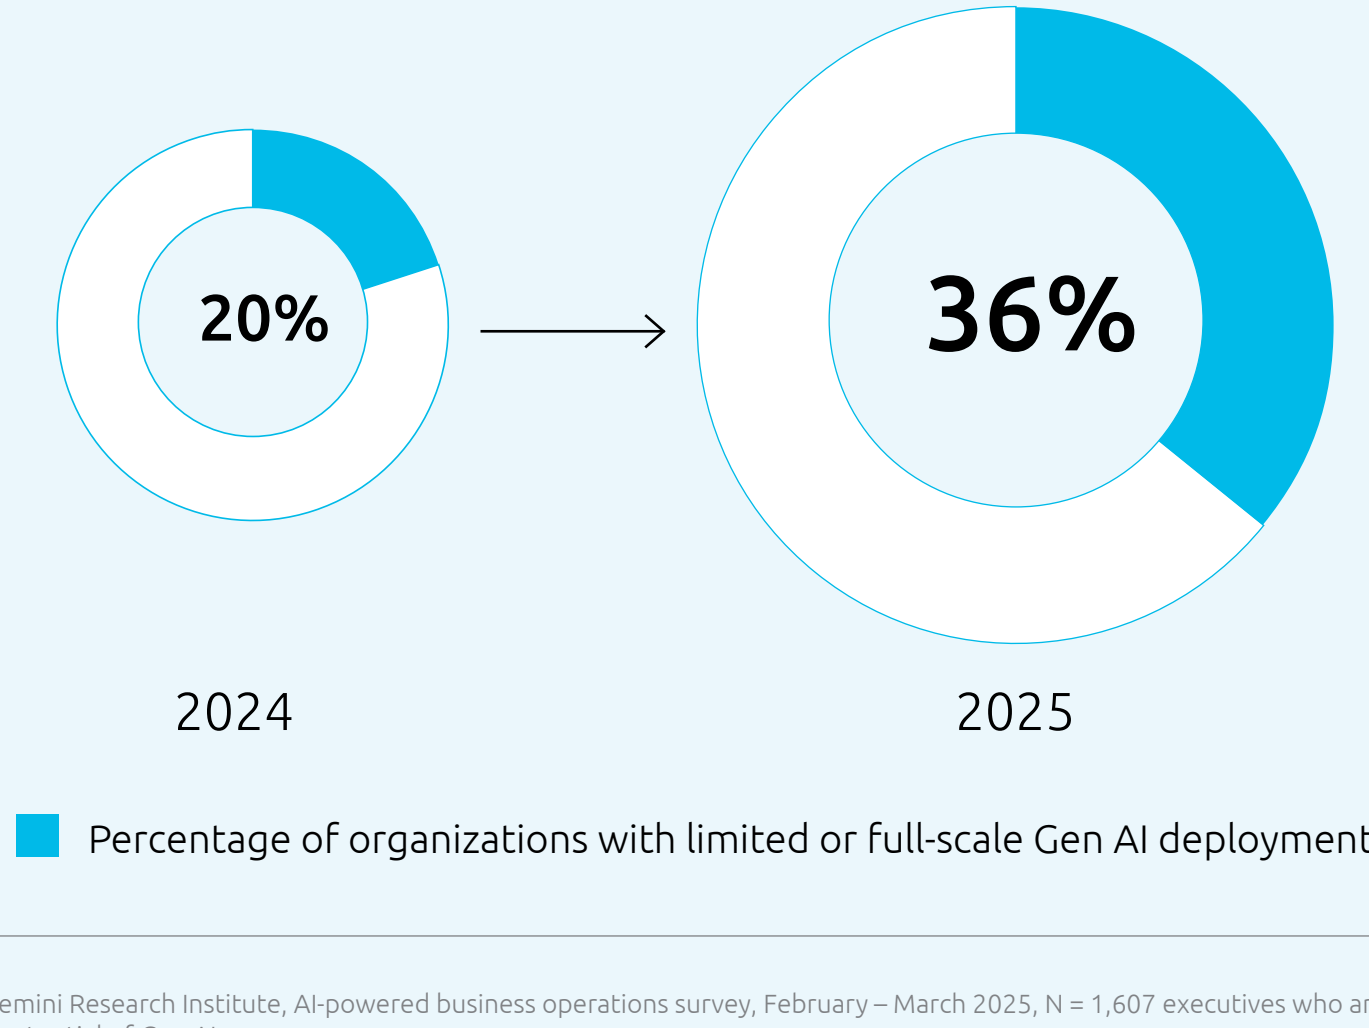 20%
36%
2024
2025
Percentage of organizations with limited or full-scale Gen AI deployment
emini Research Institute, AI-powered business operations survey, February – March 2025, N = 1,607 executives who